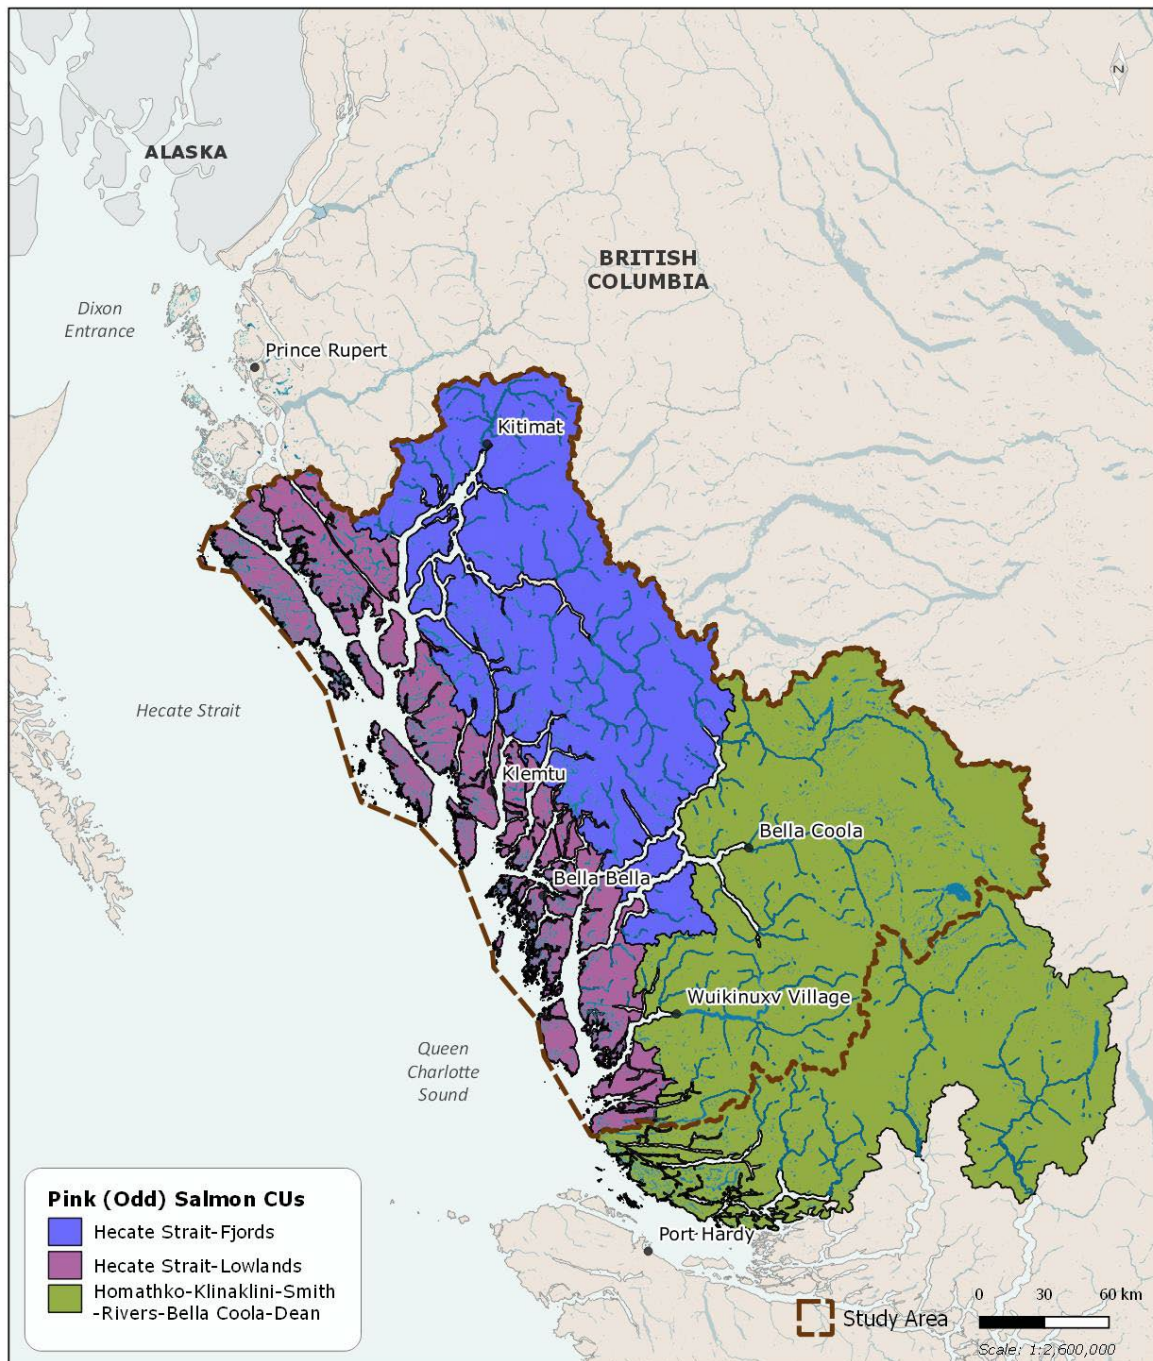 N
ALASKA
BRITISH
COLUMBIA
Dixon
Entrance
Prince Rupert
Kitimat
Hecate Strait
Klemtu
Bella Coola
Bella Bella
Wuikinuxv Village
Queen
Charlotte
Sound
Port Hardy
Pink (Odd) Salmon CUs
Hecate Strait-Fjords
Hecate Strait-Lowlands
Homathko-Klinaklini-Smith
-Rivers-Bella Coola-Dean
Study Area
0 30 60 km
Scale: 1:2,600,000